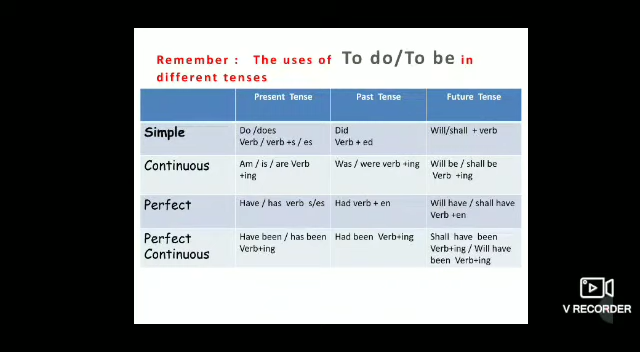 Remember : The uses of To do/To be in
different tenses
Present Tense Past Tense Future Tense
Simple
Do /does
Verb / verb +s / es
Did
Verb + ed
Will/shall + verb
Continuous
Am / is / are Verb
+ing
Was / were verb +ing
Will be / shall be
Verb +ing
Perfect
Have / has verb s/es
Had verb + en
Will have / shall have
Verb +en
Perfect
Continuous
Have been / has been
Verb+ing
Had been Verb+ing
Shall have been
Verb+ing / Will have
been Verb+ing
V RECORDER